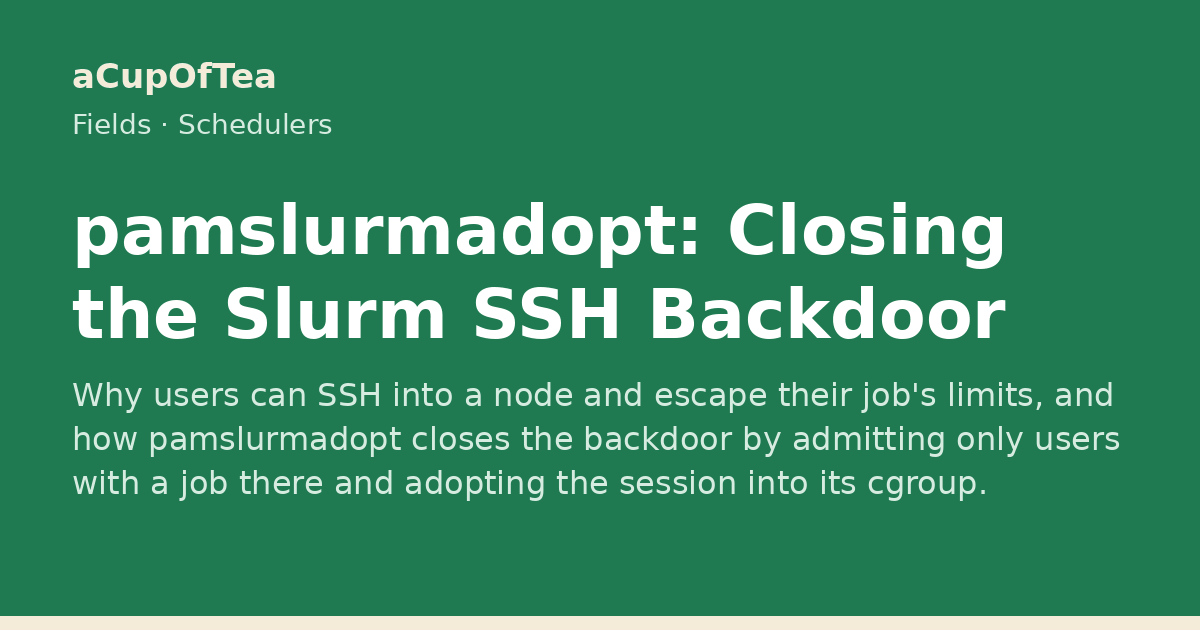 aCupOfTea
Fields · Schedulers
pamslurmadopt: Closing
the Slurm SSH Backdoor
Why users can SSH into a node and escape their job's limits, and
how pamslurmadopt closes the backdoor by admitting only users
with a job there and adopting the session into its cgroup.